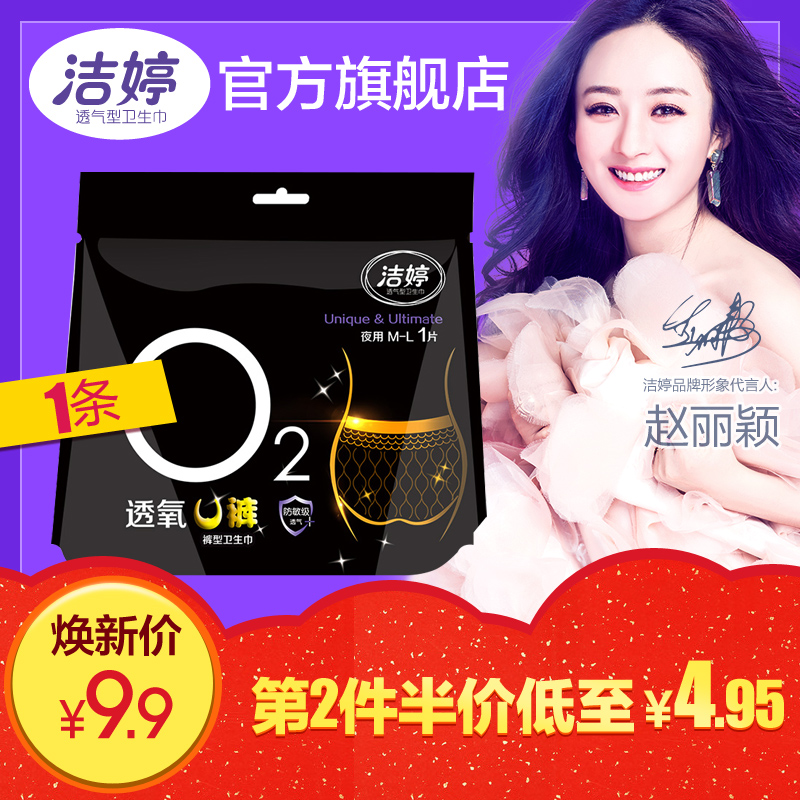 洁婷
透气型卫生巾
官方旗舰店
洁婷
透气型卫生巾
Unique & Ultimate
夜用 M-L 1片
1条
O2
透氧 U裤
裤型卫生巾
防敏级
透气+
洁婷品牌形象代言人:
赵丽颖
焕新价
¥9.9
第2件半价低至¥4.95